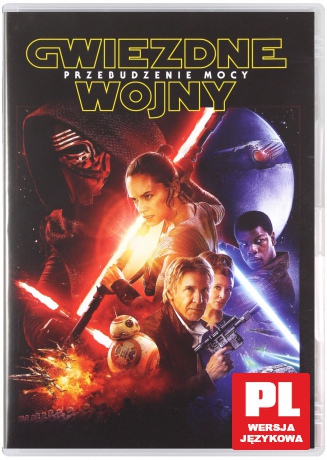 GWIEZDNE
PRZEBUDZENIE MOCY
WOJNY
PL
WERSJA
JĘZYKOWA